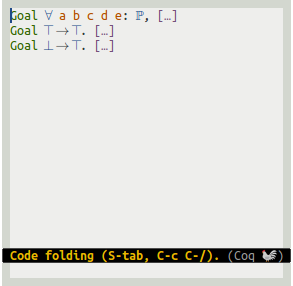 Goal ∀ a b c d e: ℙ, […]
Goal ⊤→⊤. […]
Goal ⊥→⊤. […]
Code folding (S-tab, C-c C-/). (Coq 🐓)